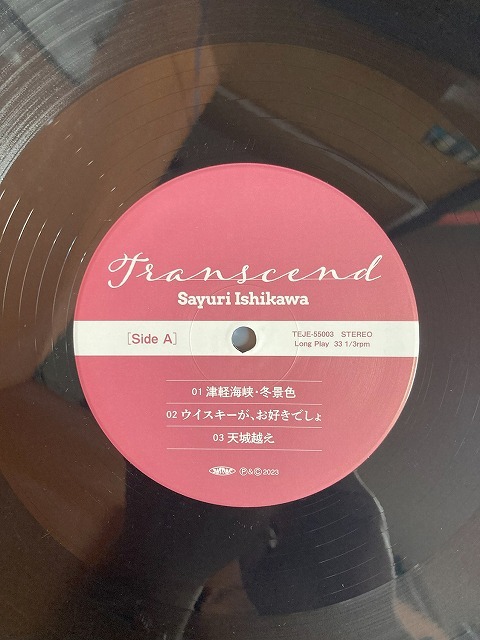 Transcend
Sayuri Ishikawa
[Side A]
TEJE-55003 STEREO
Long Play 33 1/3rpm
01 津軽海峡・冬景色
02 ウイスキーが、お好きでしょ
03 天城越え
Ⓟ&Ⓒ2023